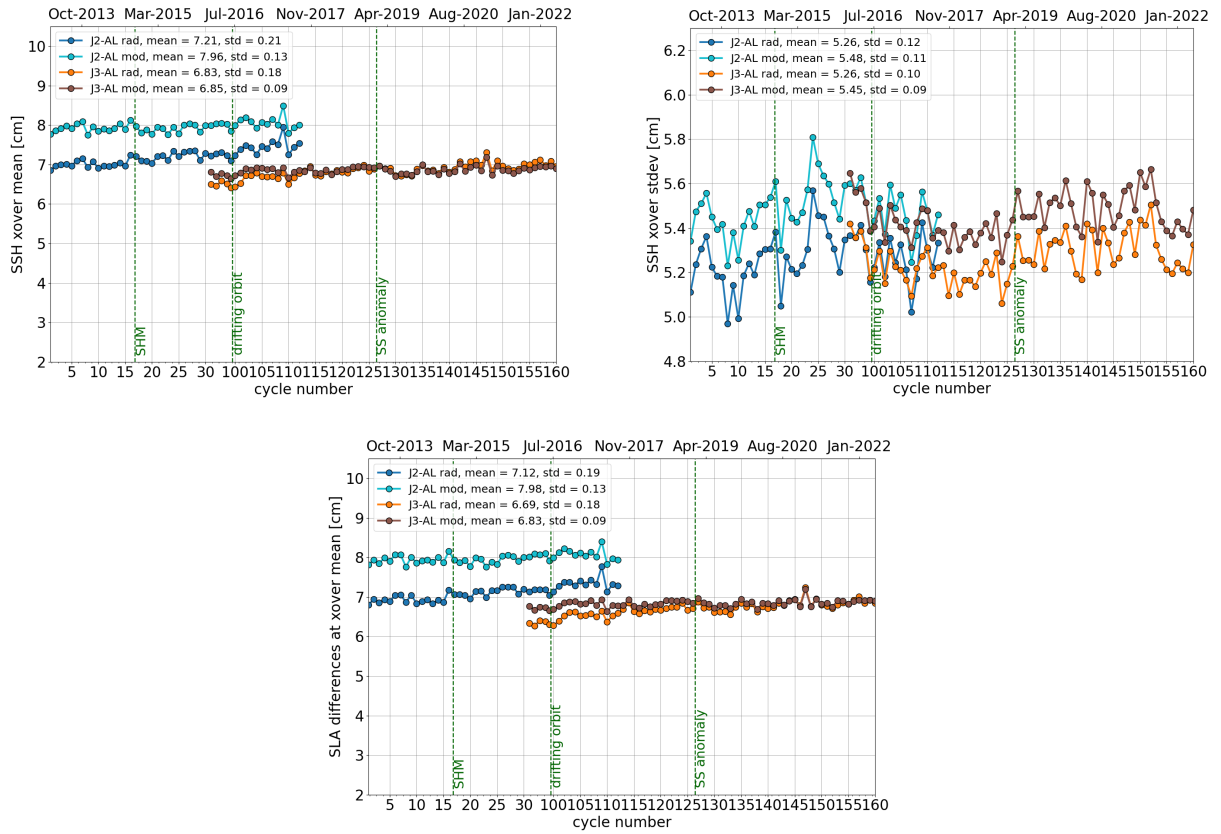 Oct-2013 Mar-2015 Jul-2016 Nov-2017 Apr-2019 Aug-2020 Jan-2022
10
9
8
7
6
5
4
3
2
SSH xover mean [cm]
J2-AL rad, mean = 7.21, std = 0.21
J2-AL mod, mean = 7.96, std = 0.13
J3-AL rad, mean = 6.83, std = 0.18
J3-AL mod, mean = 6.85, std = 0.09
SHM
drifting orbit
SS anomaly
5 10 15 20 25 30 100 105 110 115 120 125 130 135 140 145 150 155 160
cycle number
Oct-2013 Mar-2015 Jul-2016 Nov-2017 Apr-2019 Aug-2020 Jan-2022
6.2
6.0
5.8
5.6
5.4
5.2
5.0
4.8
SSH xover stdev [cm]
J2-AL rad, mean = 5.26, std = 0.12
J2-AL mod, mean = 5.48, std = 0.11
J3-AL rad, mean = 5.26, std = 0.10
J3-AL mod, mean = 5.45, std = 0.09
SHM
drifting orbit
SS anomaly
5 10 15 20 25 30 100 105 110 115 120 125 130 135 140 145 150 155 160
cycle number
Oct-2013 Mar-2015 Jul-2016 Nov-2017 Apr-2019 Aug-2020 Jan-2022
10
9
8
7
6
5
4
3
2
SLA differences at xover mean [cm]
J2-AL rad, mean = 7.12, std = 0.19
J2-AL mod, mean = 7.98, std = 0.13
J3-AL rad, mean = 6.69, std = 0.18
J3-AL mod, mean = 6.83, std = 0.09
SHM
drifting orbit
SS anomaly
5 10 15 20 25 30 100 105 110 115 120 125 130 135 140 145 150 155 160
cycle number